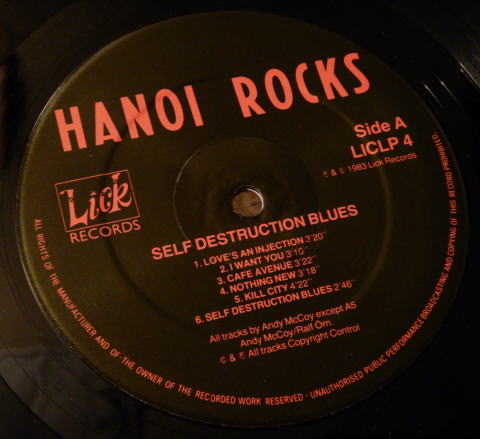 HANOI ROCKS
Side A
LICLP 4
℗ & © 1983 Lick Records
Lick
RECORDS
SELF DESTRUCTION BLUES
1. LOVE'S AN INJECTION 3'20"
2. I WANT YOU 3'10"
3. CAFE AVENUE 3'22"
4. NOTHING NEW 3'18"
5. KILL CITY 4'22"
6. SELF DESTRUCTION BLUES 2'46"
All tracks by Andy McCoy except A5
Andy McCoy/Ralf Örn.
© & ℗ All tracks Copyright Control
ALL RIGHTS OF THE MANUFACTURER AND OF THE OWNER OF THE RECORDED WORK RESERVED · UNAUTHORISED PUBLIC PERFORMANCE BROADCASTING AND COPYING OF THIS RECORD PROHIBITED.